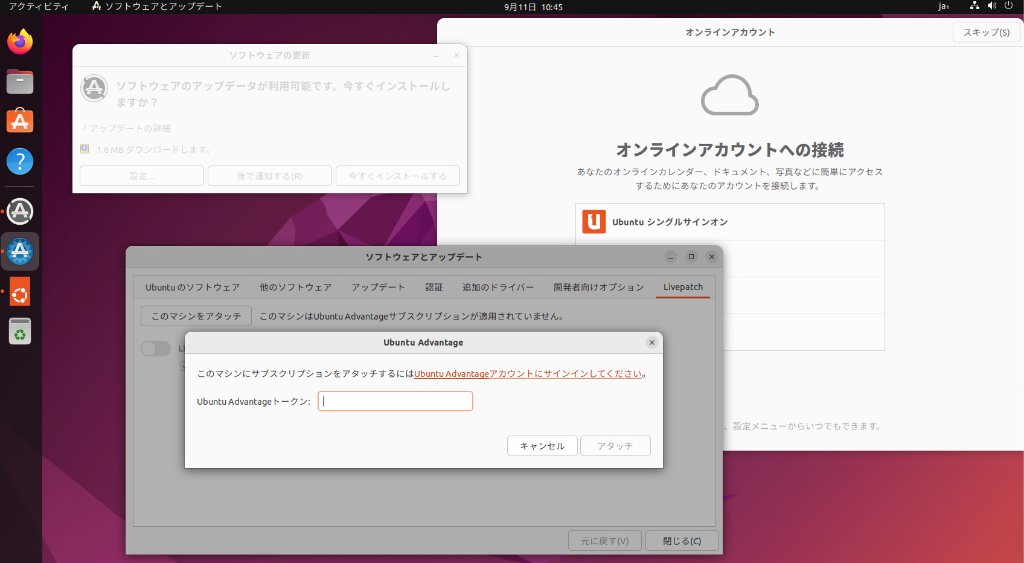 アクティビティ
ソフトウェアとアップデート
9月11日 10:45
ja₁
オンラインアカウント
スキップ(S)
ソフトウェアの更新
ソフトウェアのアップデータが利用可能です。今すぐインストールし
ますか？
アップデートの詳細
1.6 MB ダウンロードします。
設定...
後で通知する(R)
今すぐインストールする
オンラインアカウントへの接続
あなたのオンラインカレンダー、ドキュメント、写真などに簡単にアクセス
するためにあなたのアカウントを接続します。
Ubuntu シングルサインオン
、設定メニューからいつでもできます。
ソフトウェアとアップデート
Ubuntu のソフトウェア
他のソフトウェア
アップデート
認証
追加のドライバー
開発者向けオプション
Livepatch
このマシンをアタッチ
このマシンはUbuntu Advantageサブスクリプションが適用されていません。
Ubuntu Advantage
このマシンにサブスクリプションをアタッチするにはUbuntu Advantageアカウントにサインインしてください。
Ubuntu Advantageトークン:
キャンセル
アタッチ
元に戻す(V)
閉じる(C)